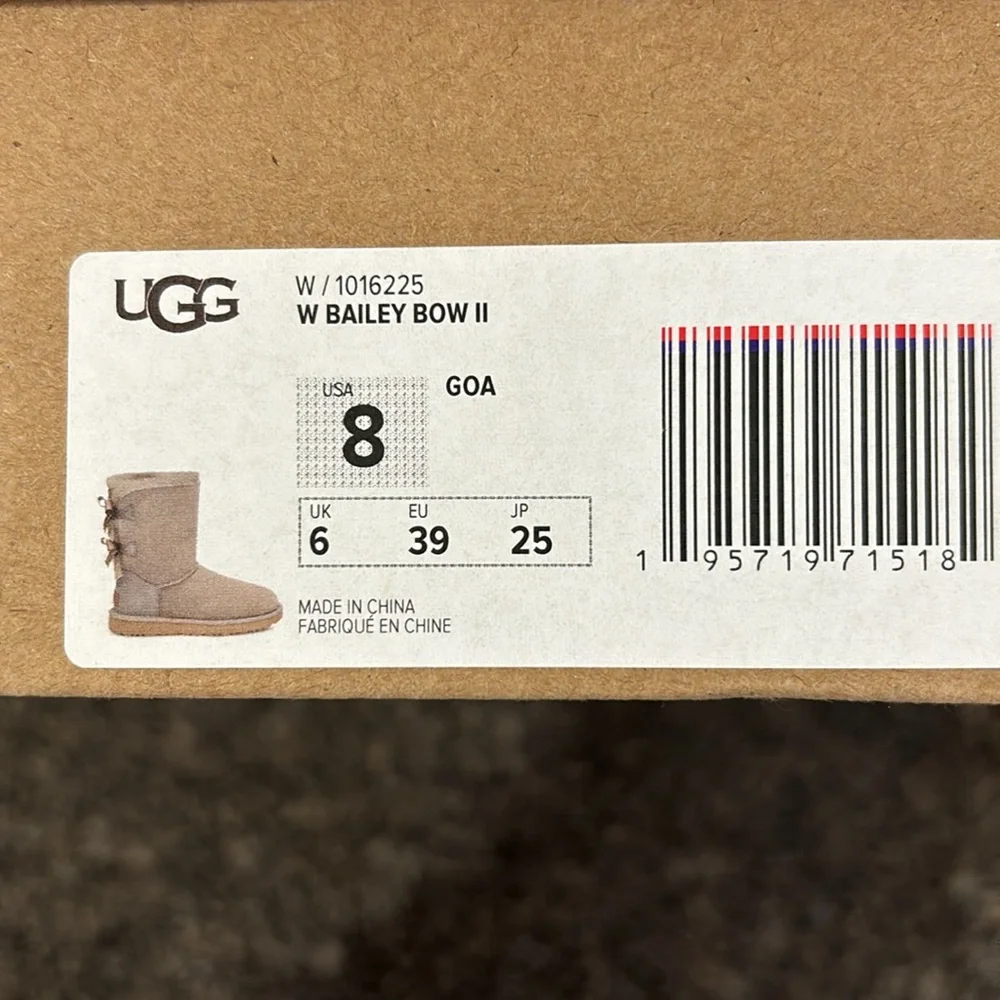 UGG
W / 1016225
W BAILEY BOW II
USA
8
GOA
UK EU JP
6 39 25
MADE IN CHINA
FABRIQUÉ EN CHINE
1 95719 71518